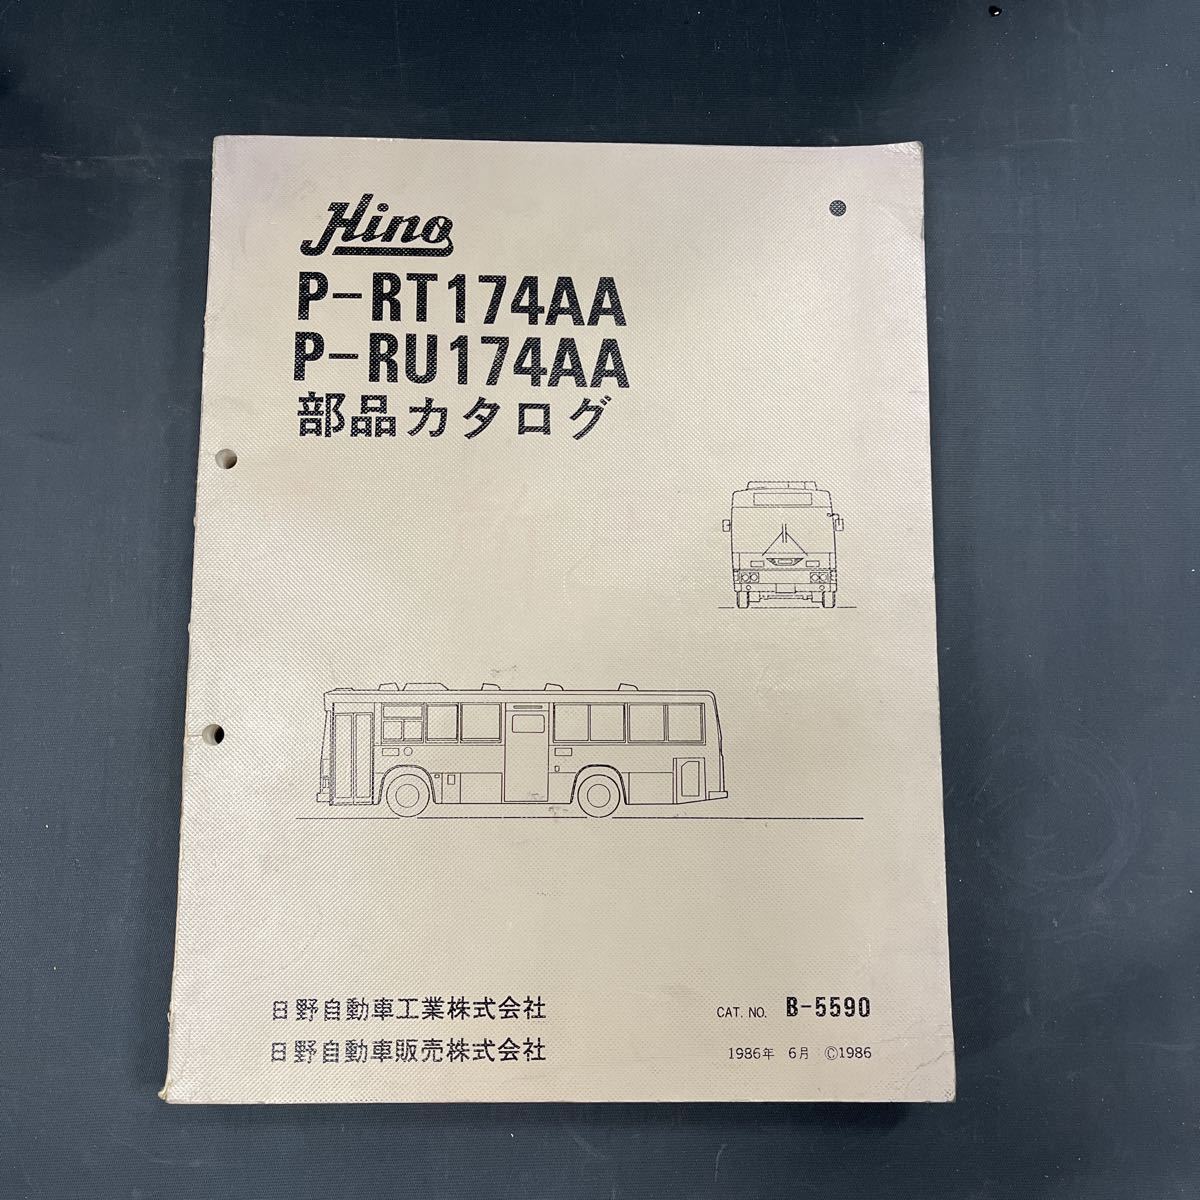 Hino
P-RT174AA
P-RU174AA
部品カタログ
日野自動車工業株式会社
日野自動車販売株式会社
CAT. NO. B-5590
1986年 6月 ©1986